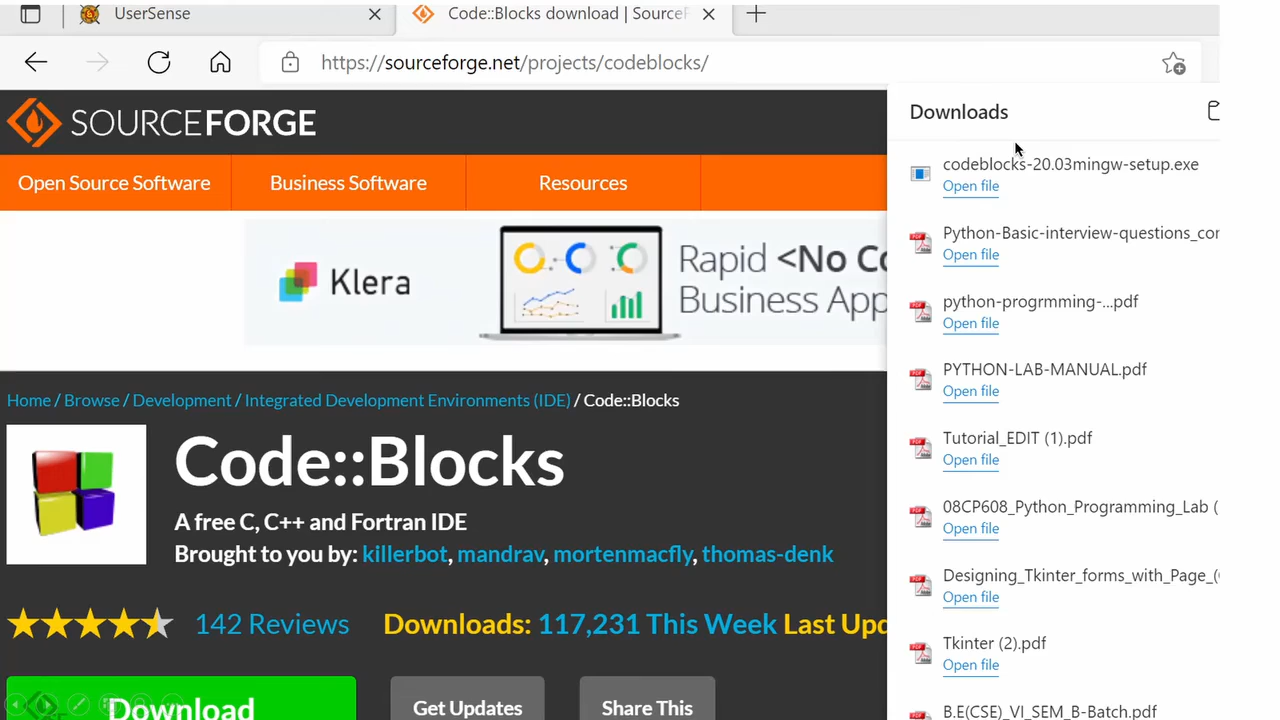 UserSense
Code::Blocks download | SourceF
https://sourceforge.net/projects/codeblocks/
SOURCEFORGE
Open Source Software
Business Software
Resources
Klera
Rapid <No Co
Business App
Home / Browse / Development / Integrated Development Environments (IDE) / Code::Blocks
Code::Blocks
A free C, C++ and Fortran IDE
Brought to you by: killerbot, mandrav, mortenmacfly, thomas-denk
142 Reviews
Downloads: 117,231 This Week Last Upd
Download
Get Updates
Share This
Downloads
codeblocks-20.03mingw-setup.exe
Open file
Python-Basic-interview-questions_cor
Open file
python-progrmming-...pdf
Open file
PYTHON-LAB-MANUAL.pdf
Open file
Tutorial_EDIT (1).pdf
Open file
08CP608_Python_Programming_Lab (
Open file
Designing_Tkinter_forms_with_Page_(
Open file
Tkinter (2).pdf
Open file
B.E(CSE)_VI_SEM_B-Batch.pdf